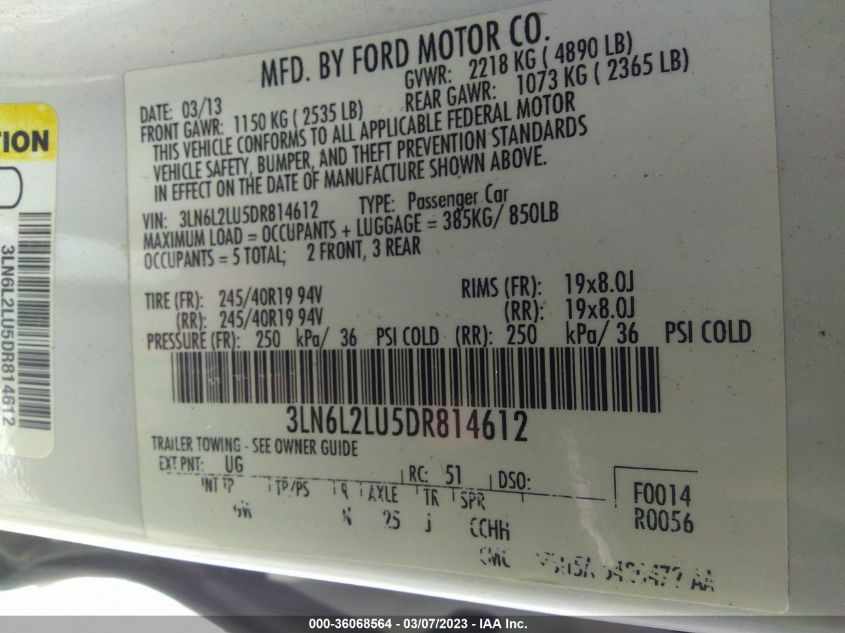 MFD. BY FORD MOTOR CO.
DATE: 03/13 GVWR: 2218 KG ( 4890 LB)
FRONT GAWR: 1150 KG ( 2535 LB) REAR GAWR: 1073 KG ( 2365 LB)
THIS VEHICLE CONFORMS TO ALL APPLICABLE FEDERAL MOTOR
VEHICLE SAFETY, BUMPER, AND THEFT PREVENTION STANDARDS
IN EFFECT ON THE DATE OF MANUFACTURE SHOWN ABOVE.
VIN: 3LN6L2LU5DR814612 TYPE: Passenger Car
MAXIMUM LOAD = OCCUPANTS + LUGGAGE = 385KG/ 850LB
OCCUPANTS = 5 TOTAL; 2 FRONT, 3 REAR
TIRE (FR): 245/40R19 94V RIMS (FR): 19x8.0J
(RR): 245/40R19 94V (RR): 19x8.0J
PRESSURE (FR): 250 kPa/ 36 PSI COLD (RR): 250 kPa/ 36 PSI COLD
3LN6L2LU5DR814612
TRAILER TOWING - SEE OWNER GUIDE
EXT PNT: UG RC: 51 DSO:
TP/PS R AXLE TR SPR
25 J CCHH
F0014
R0056
3LN6L2LU5DR814612
000-36068564 - 03/07/2023 - IAA Inc.